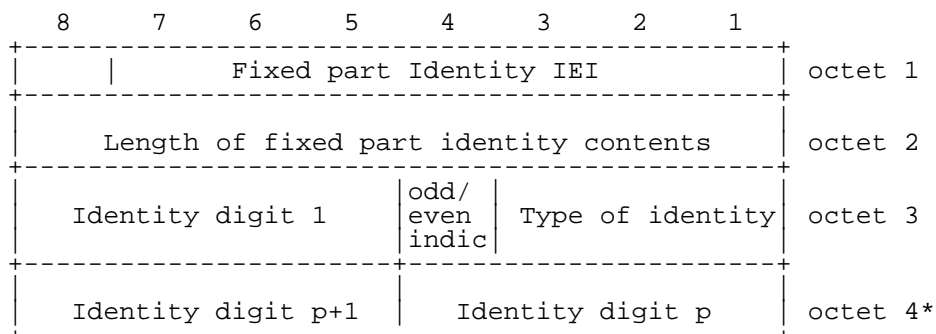 8 7 6 5 4 3 2 1
Fixed part Identity IEI octet 1
Length of fixed part identity contents octet 2
odd/
Identity digit 1 even Type of identity octet 3
indic
Identity digit p+1 Identity digit p octet 4*